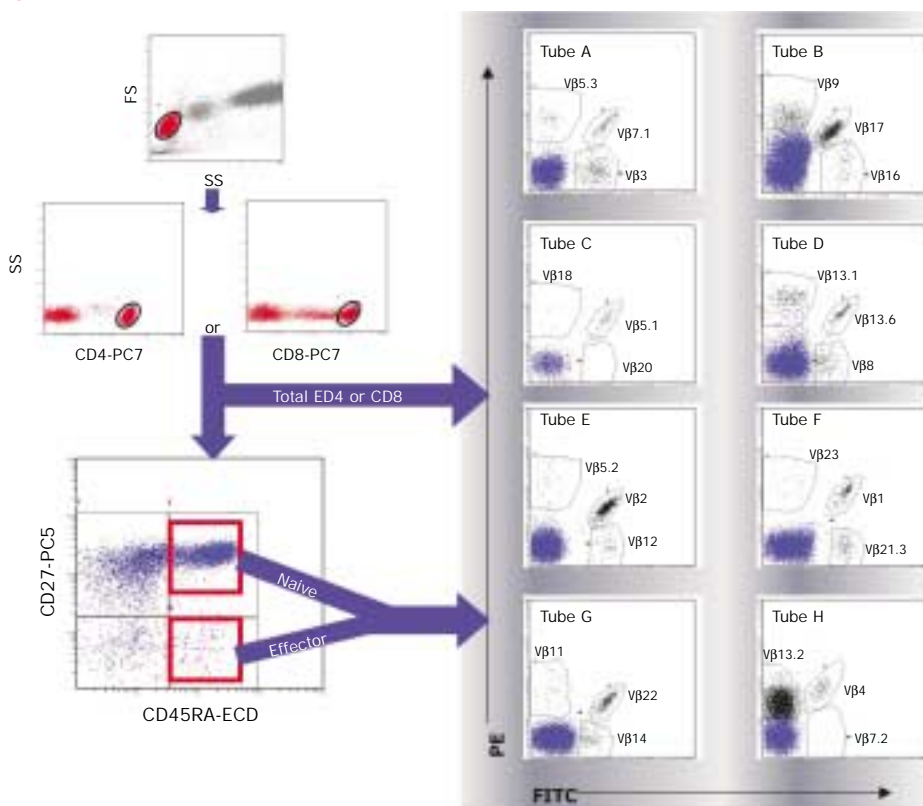 FS
SS
SS
CD4-PC7
or
CD8-PC7
Total ED4 or CD8
CD27-PC5
Naive
Effector
CD45RA-ECD
PE
FITC
Tube A
Vβ5.3
Vβ7.1
Vβ3
Tube B
Vβ9
Vβ17
Vβ16
Tube C
Vβ18
Vβ5.1
Vβ20
Tube D
Vβ13.1
Vβ13.6
Vβ8
Tube E
Vβ5.2
Vβ2
Vβ12
Tube F
Vβ23
Vβ1
Vβ21.3
Tube G
Vβ11
Vβ22
Vβ14
Tube H
Vβ13.2
Vβ4
Vβ7.2